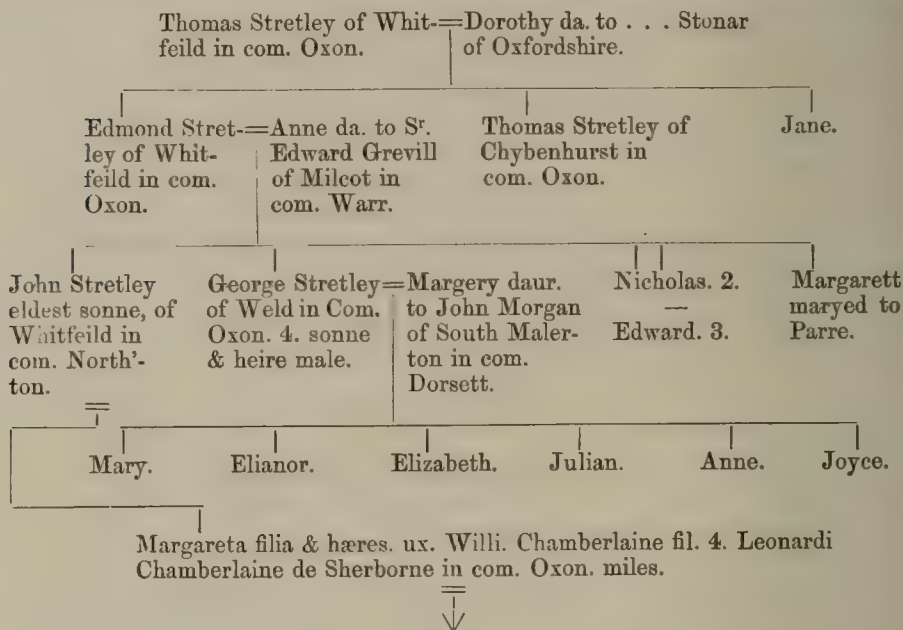 Thomas Stretley of Whit-=Dorothy da. to . . . Stonar
feild in com. Oxon. of Oxfordshire.
Edmond Stret-=Anne da. to Sr.
ley of Whit- Edward Grevill
feild in com. of Milcot in
Oxon. com. Warr.
Thomas Stretley of
Chybenhurst in
com. Oxon.
Jane.
John Stretley
eldest sonne, of
Whitfeild in
com. North'-
ton.
George Stretley=Margery daur.
of Weld in Com. to John Morgan
Oxon. 4. sonne of South Maler-
& heire male. ton in com.
Dorsett.
Nicholas. 2.
—
Edward. 3.
Margarett
maryed to
Parre.
Mary. Elianor. Elizabeth. Julian. Anne. Joyce.
Margareta filia & hæres. ux. Willi. Chamberlaine fil. 4. Leonardi
Chamberlaine de Sherborne in com. Oxon. miles.